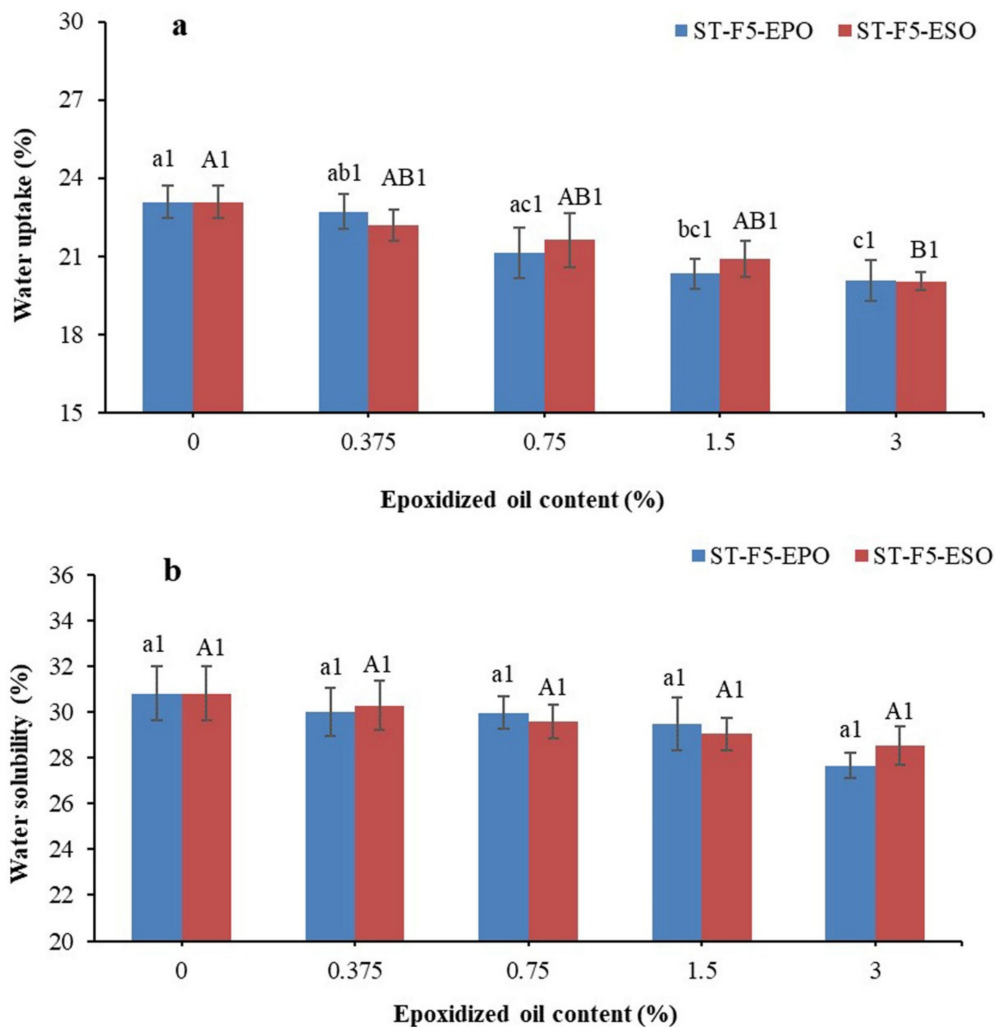 a
ST-F5-EPO ST-F5-ESO
30
27
24
21
18
15
Water uptake (%)
a1 A1 ab1 AB1 ac1 AB1 bc1 AB1 c1 B1
0 0.375 0.75 1.5 3
Epoxidized oil content (%)
b
ST-F5-EPO ST-F5-ESO
36
34
32
30
28
26
24
22
20
Water solubility (%)
a1 A1 a1 A1 a1 A1 a1 A1 a1 A1
0 0.375 0.75 1.5 3
Epoxidized oil content (%)